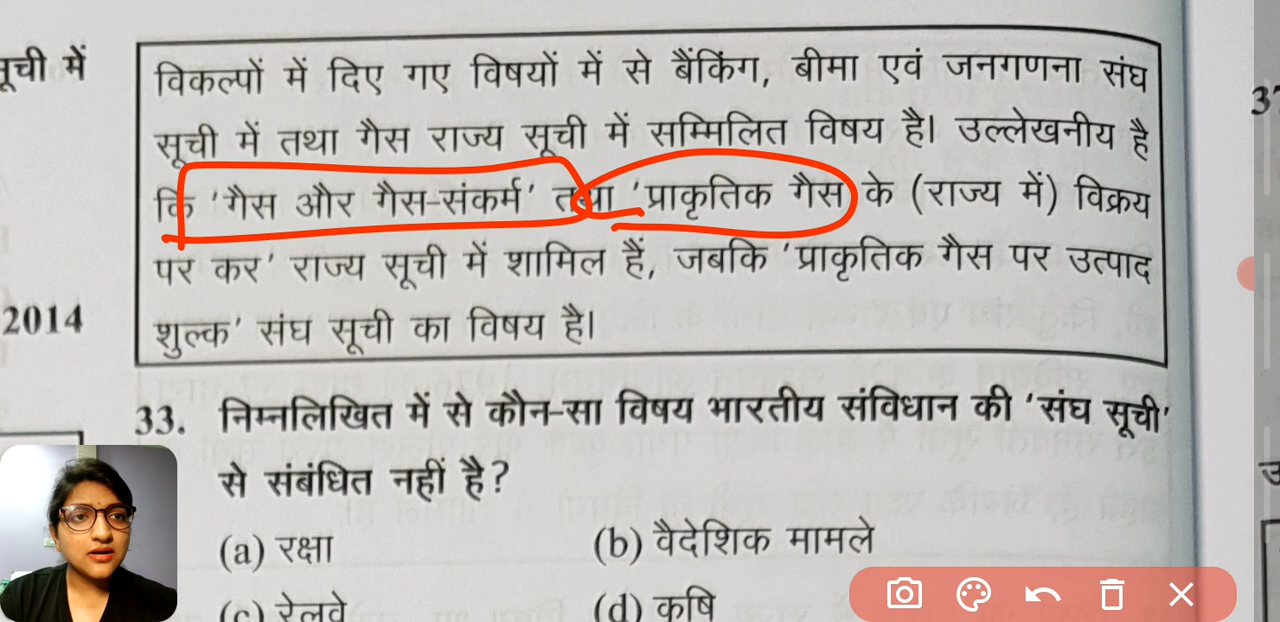 सूची में
विकल्पों में दिए गए विषयों में से बैंकिंग, बीमा एवं जनगणना संघ
सूची में तथा गैस राज्य सूची में सम्मिलित विषय है। उल्लेखनीय है
कि 'गैस और गैस-संकर्म' तथा 'प्राकृतिक गैस के (राज्य में) विक्रय
पर कर' राज्य सूची में शामिल हैं, जबकि 'प्राकृतिक गैस पर उत्पाद
शुल्क' संघ सूची का विषय है।
2014
33. निम्नलिखित में से कौन-सा विषय भारतीय संविधान की 'संघ सूची'
से संबंधित नहीं है?
(a) रक्षा (b) वैदेशिक मामले
(c) रेलवे (d) कृषि